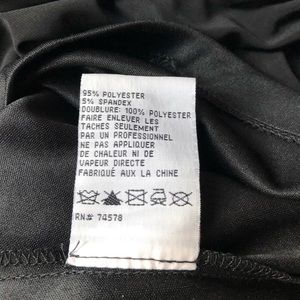 95% POLYESTER
5% SPANDEX
DOUBLURE: 100% POLYESTER
FAIRE ENLEVER LES
TACHES SEULEMENT
PAR UN PROFESSIONNEL
NE PAS APPLIQUER
DE CHALEUR NI DE
VAPEUR DIRECTE
FABRIQUÉ AUX LA CHINE
RN# 74578